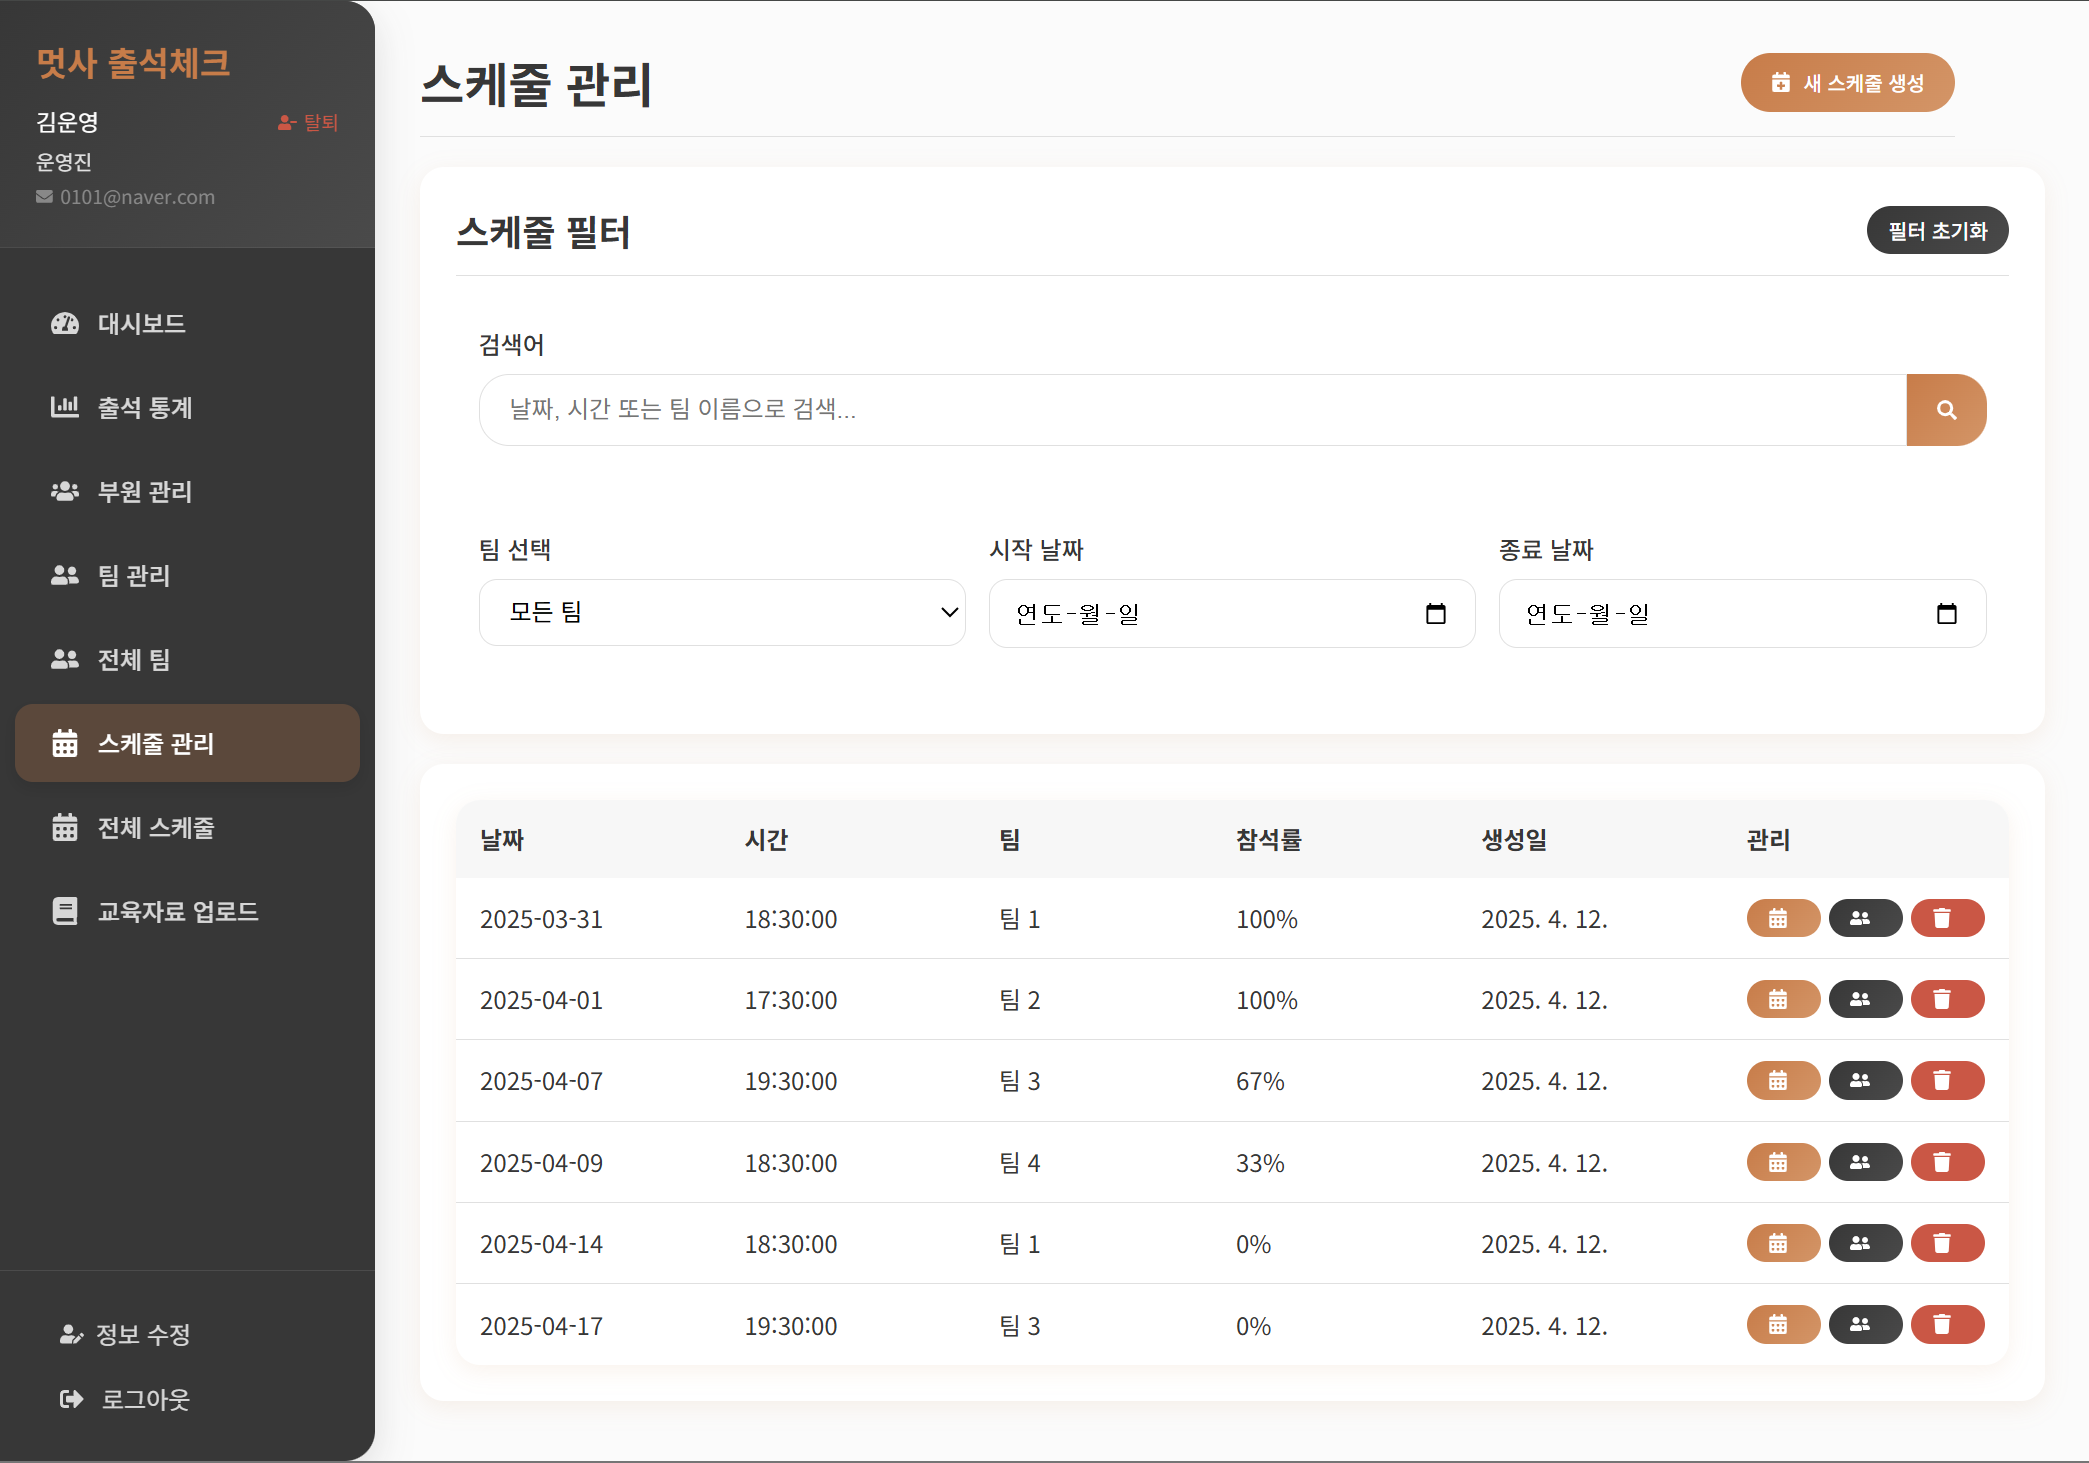 멋사 출석체크
김운영
탈퇴
운영진
0101@naver.com
대시보드
출석 통계
부원 관리
팀 관리
전체 팀
스케줄 관리
전체 스케줄
교육자료 업로드
정보 수정
로그아웃
스케줄 관리
새 스케줄 생성
스케줄 필터
필터 초기화
검색어
날짜, 시간 또는 팀 이름으로 검색...
팀 선택 시작 날짜 종료 날짜
모든 팀 연도-월-일 연도-월-일
날짜 시간 팀 참석률 생성일 관리
2025-03-31 18:30:00 팀 1 100% 2025. 4. 12.
2025-04-01 17:30:00 팀 2 100% 2025. 4. 12.
2025-04-07 19:30:00 팀 3 67% 2025. 4. 12.
2025-04-09 18:30:00 팀 4 33% 2025. 4. 12.
2025-04-14 18:30:00 팀 1 0% 2025. 4. 12.
2025-04-17 19:30:00 팀 3 0% 2025. 4. 12.